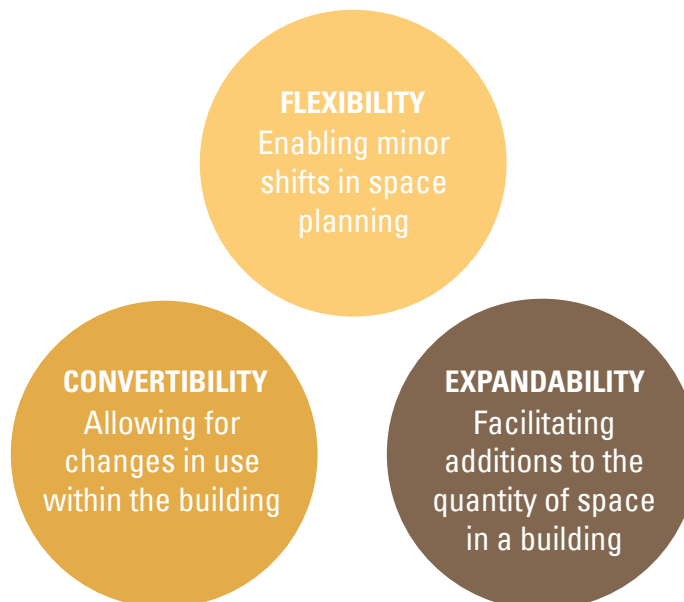 FLEXIBILITY
Enabling minor
shifts in space
planning
CONVERTIBILITY
Allowing for
changes in use
within the building
EXPANDABILITY
Facilitating
additions to the
quantity of space
in a building